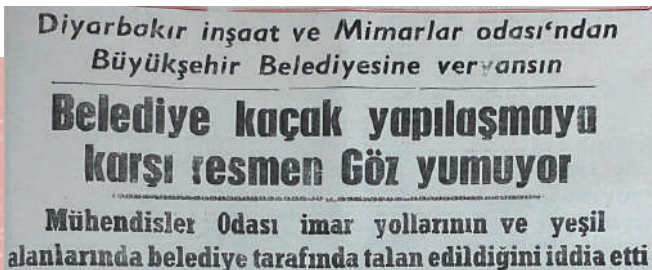 Diyarbakır inşaat ve Mimarlar odası'ndan
Büyükşehir Belediyesine veryansın
Belediye kaçak yapılaşmaya
karşı resmen Göz yumuyor
Mühendisler Odası imar yollarının ve yeşil
alanlarında belediye tarafında talan edildiğini iddia etti